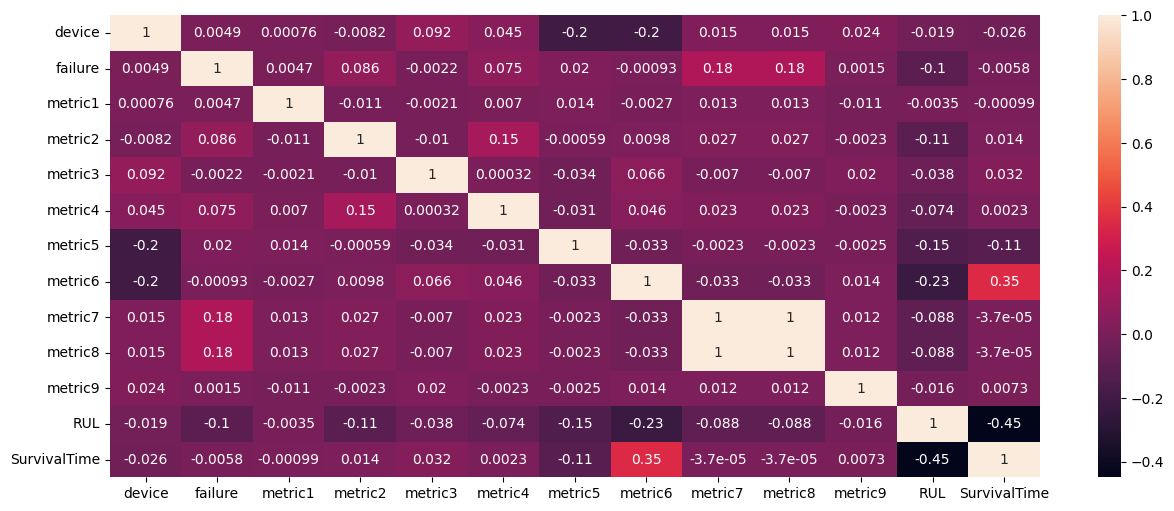 device 1 0.0049 0.00076 -0.0082 0.092 0.045 -0.2 -0.2 0.015 0.015 0.024 -0.019 -0.026
failure 0.0049 1 0.0047 0.086 -0.0022 0.075 0.02 -0.00093 0.18 0.18 0.0015 -0.1 -0.0058
metric1 0.00076 0.0047 1 -0.011 -0.0021 0.007 0.014 -0.0027 0.013 0.013 -0.011 -0.0035 -0.00099
metric2 -0.0082 0.086 -0.011 1 -0.01 0.15 -0.00059 0.0098 0.027 0.027 -0.0023 -0.11 0.014
metric3 0.092 -0.0022 -0.0021 -0.01 1 0.00032 -0.034 0.066 -0.007 -0.007 0.02 -0.038 0.032
metric4 0.045 0.075 0.007 0.15 0.00032 1 -0.031 0.046 0.023 0.023 -0.0023 -0.074 0.0023
metric5 -0.2 0.02 0.014 -0.00059 -0.034 -0.031 1 -0.033 -0.0023 -0.0023 -0.0025 -0.15 -0.11
metric6 -0.2 -0.00093 -0.0027 0.0098 0.066 0.046 -0.033 1 -0.033 -0.033 0.014 -0.23 0.35
metric7 0.015 0.18 0.013 0.027 -0.007 0.023 -0.0023 -0.033 1 1 0.012 -0.088 -3.7e-05
metric8 0.015 0.18 0.013 0.027 -0.007 0.023 -0.0023 -0.033 1 1 0.012 -0.088 -3.7e-05
metric9 0.024 0.0015 -0.011 -0.0023 0.02 -0.0023 -0.0025 0.014 0.012 0.012 1 -0.016 0.0073
RUL -0.019 -0.1 -0.0035 -0.11 -0.038 -0.074 -0.15 -0.23 -0.088 -0.088 -0.016 1 -0.45
SurvivalTime -0.026 -0.0058 -0.00099 0.014 0.032 0.0023 -0.11 0.35 -3.7e-05 -3.7e-05 0.0073 -0.45 1
device failure metric1 metric2 metric3 metric4 metric5 metric6 metric7 metric8 metric9 RUL SurvivalTime
1.0
0.8
0.6
0.4
0.2
0.0
−0.2
−0.4